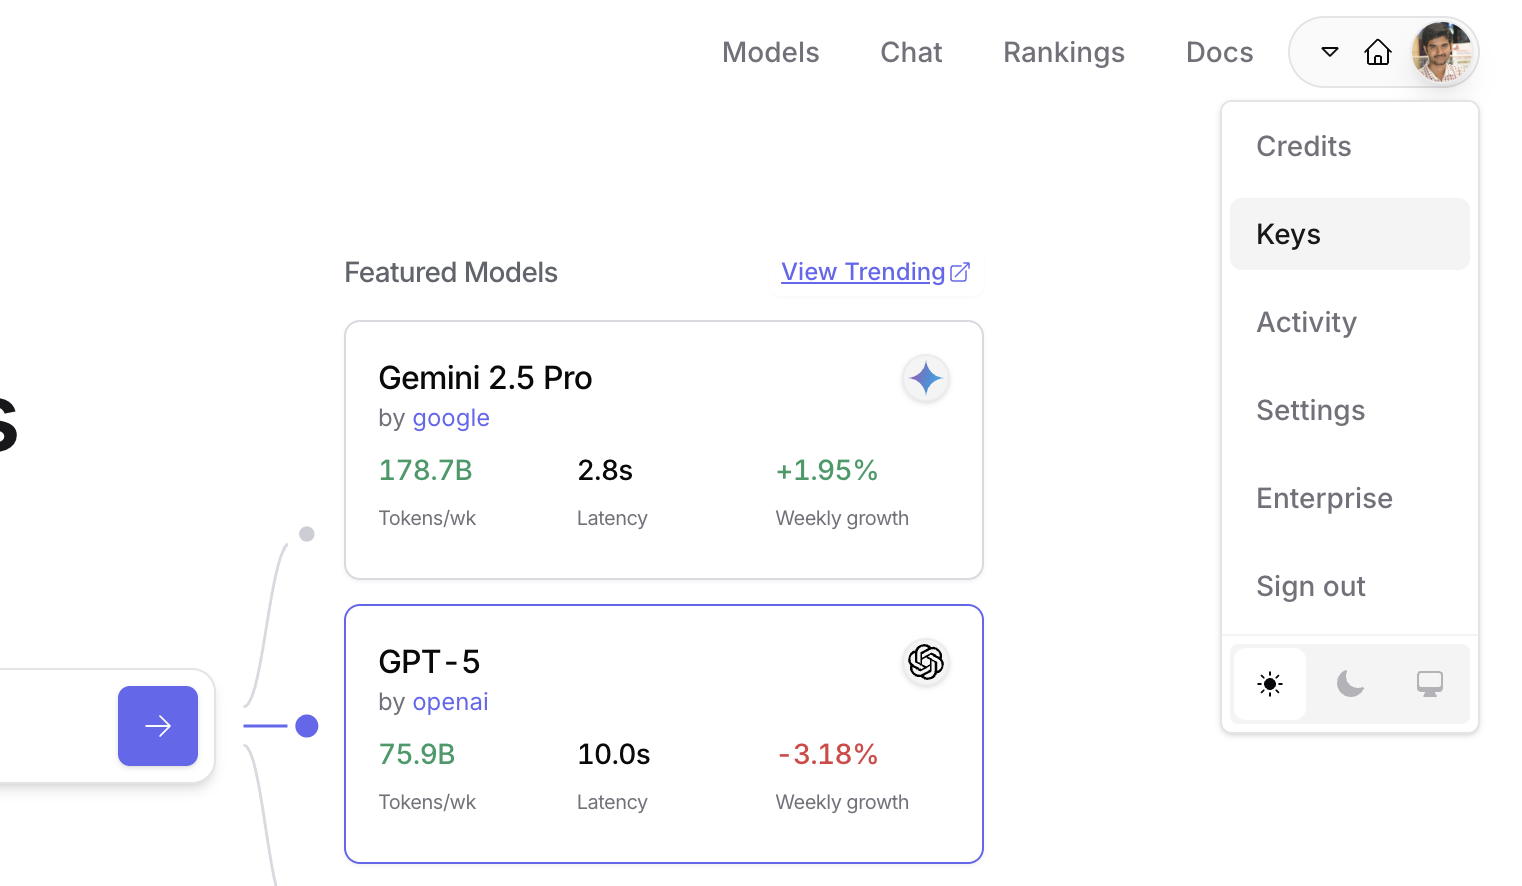 Models Chat Rankings Docs
Credits
Keys
Activity
Settings
Enterprise
Sign out
Featured Models View Trending
Gemini 2.5 Pro
by google
178.7B 2.8s +1.95%
Tokens/wk Latency Weekly growth
GPT-5
by openai
75.9B 10.0s -3.18%
Tokens/wk Latency Weekly growth
s